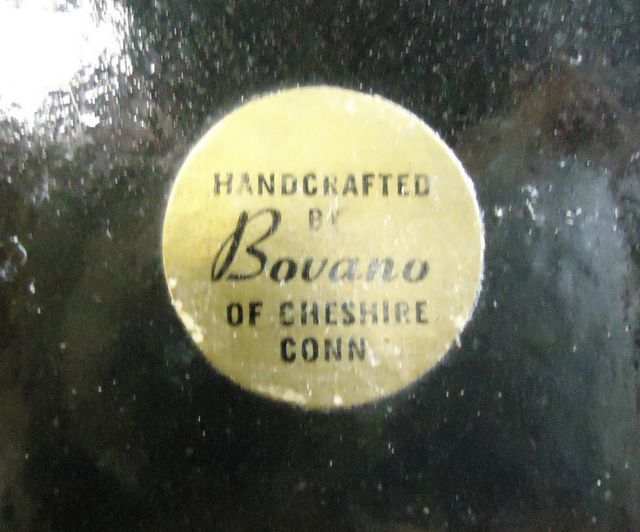 HANDCRAFTED
BY
Bovano
OF CHESHIRE
CONN